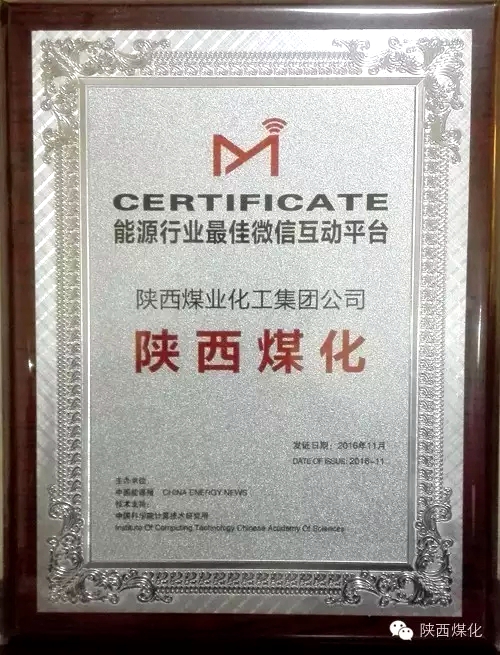 CERTIFICATE
能源行业最佳微信互动平台
陕西煤业化工集团公司
陕西煤化
发证日期：2016年11月
DATE OF ISSUE: 2016-11
主办单位
中国能源报 CHINA ENERGY NEWS
技术支持：
中国科学院计算技术研究所
Institute Of Computing Technology Chinese Academy Of Sciences
陕西煤化